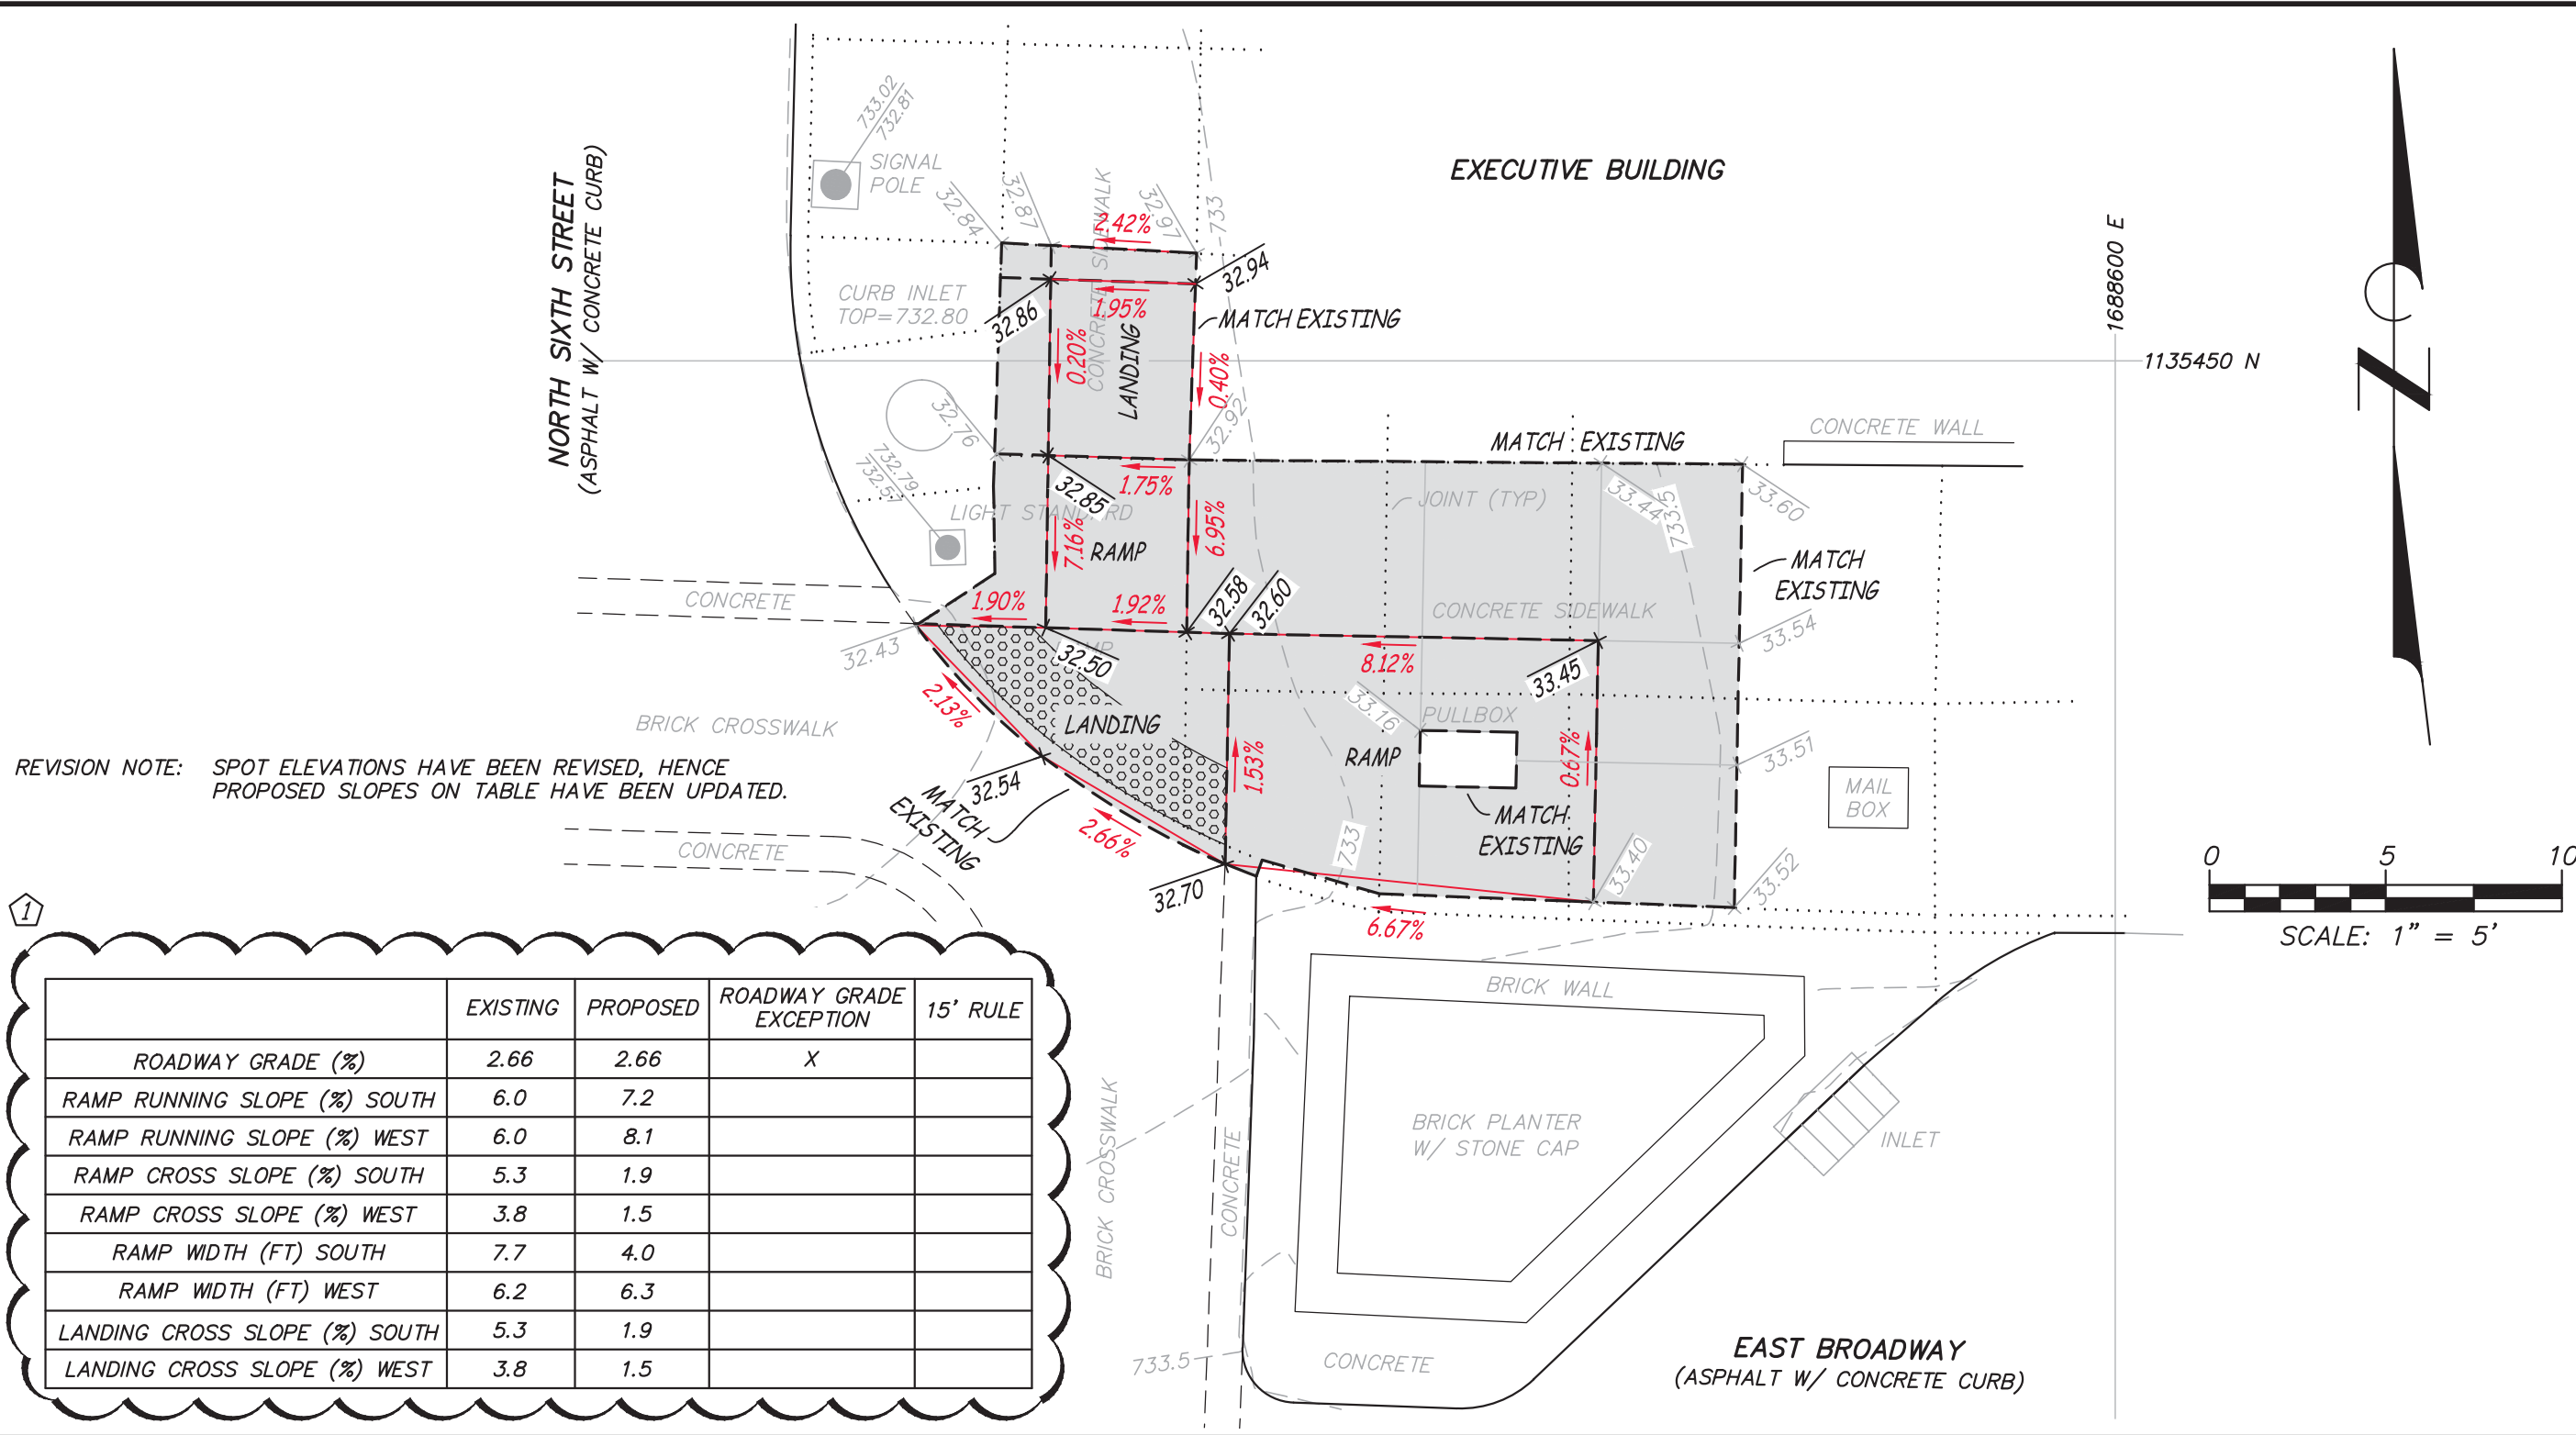 733.02
732.81
SIGNAL
POLE
32.84
32.87
CONCRETE SIDEWALK
2.42%
32.97
733
EXECUTIVE BUILDING
NORTH SIXTH STREET
(ASPHALT W/ CONCRETE CURB)
1688600 E
32.94
CURB INLET
TOP=732.80
32.86
1.95%
MATCH EXISTING
0.20%
LANDING
0.40%
1135450 N
32.76
32.92
MATCH EXISTING
CONCRETE WALL
732.79
732.57
32.85
1.75%
JOINT (TYP)
33.44
733.5
33.60
LIGHT STANDARD
7.16%
RAMP
6.95%
MATCH
EXISTING
CONCRETE
1.90%
1.92%
32.58
32.60
CONCRETE SIDEWALK
33.54
32.43
32.50
8.12%
33.45
2.13%
BRICK CROSSWALK
LANDING
33.16
PULLBOX
RAMP
1.53%
0.67%
33.51
REVISION NOTE: SPOT ELEVATIONS HAVE BEEN REVISED, HENCE
PROPOSED SLOPES ON TABLE HAVE BEEN UPDATED.
32.54
MATCH
EXISTING
2.66%
MATCH
EXISTING
MAIL
BOX
CONCRETE
733
33.40
33.52
0 5 10
SCALE: 1” = 5’
32.70
6.67%
1
BRICK WALL
EXISTING PROPOSED ROADWAY GRADE EXCEPTION 15’ RULE
ROADWAY GRADE (%) 2.66 2.66 X
RAMP RUNNING SLOPE (%) SOUTH 6.0 7.2
RAMP RUNNING SLOPE (%) WEST 6.0 8.1
RAMP CROSS SLOPE (%) SOUTH 5.3 1.9
RAMP CROSS SLOPE (%) WEST 3.8 1.5
RAMP WIDTH (FT) SOUTH 7.7 4.0
RAMP WIDTH (FT) WEST 6.2 6.3
LANDING CROSS SLOPE (%) SOUTH 5.3 1.9
LANDING CROSS SLOPE (%) WEST 3.8 1.5
BRICK CROSSWALK
CONCRETE
BRICK PLANTER
W/ STONE CAP
INLET
733.5
CONCRETE
EAST BROADWAY
(ASPHALT W/ CONCRETE CURB)
N